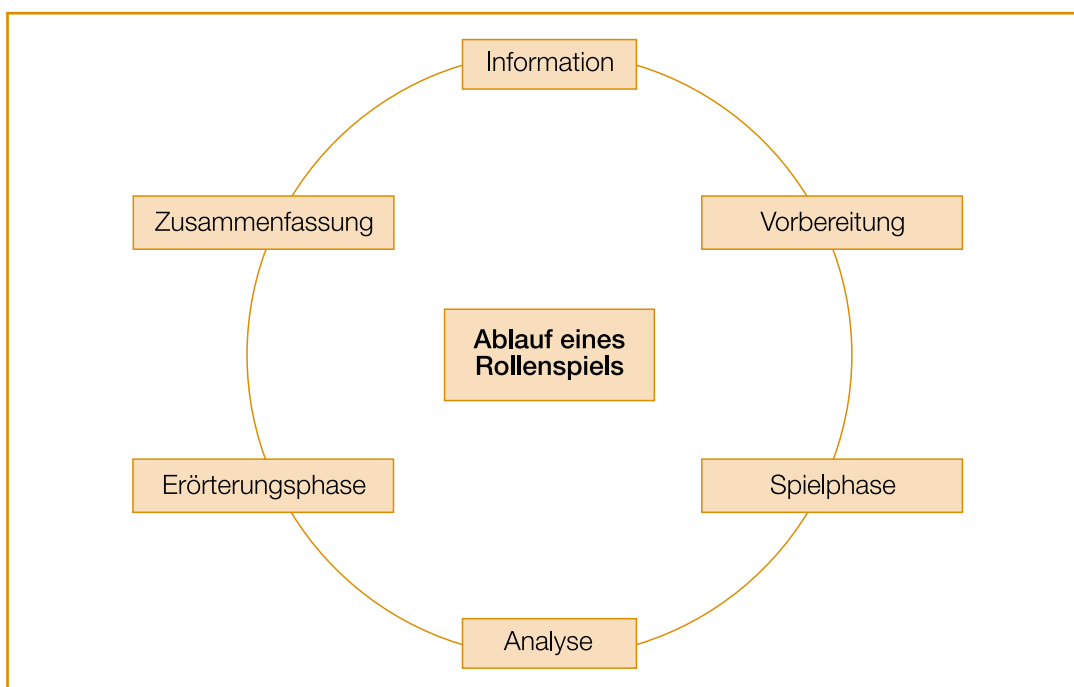 Information
Zusammenfassung
Vorbereitung
Ablauf eines
Rollenspiels
Erörterungsphase
Spielphase
Analyse